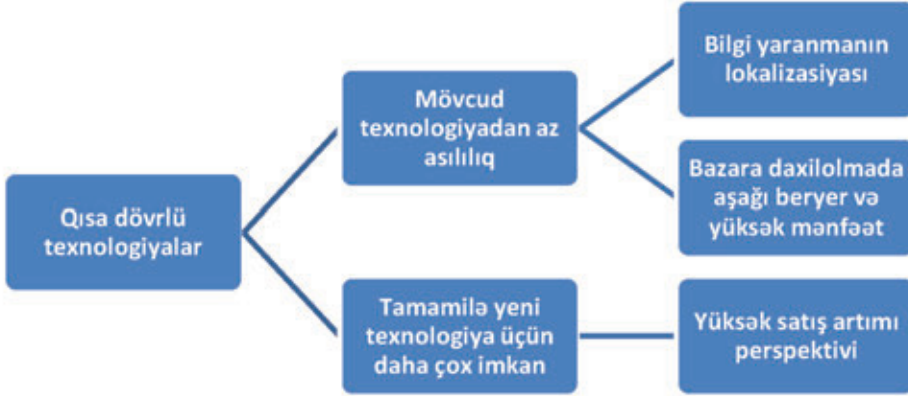 Qısa dövrlü
texnologiyalar
Mövcud
texnologiyadan az
asılılıq
Bilgi yaranmanın
lokalizasiyası
Bazara daxilolmada
aşağı beryer və
yüksək mənfəət
Tamamilə yeni
texnologiya üçün
daha çox imkan
Yüksək satış artımı
perspektivi